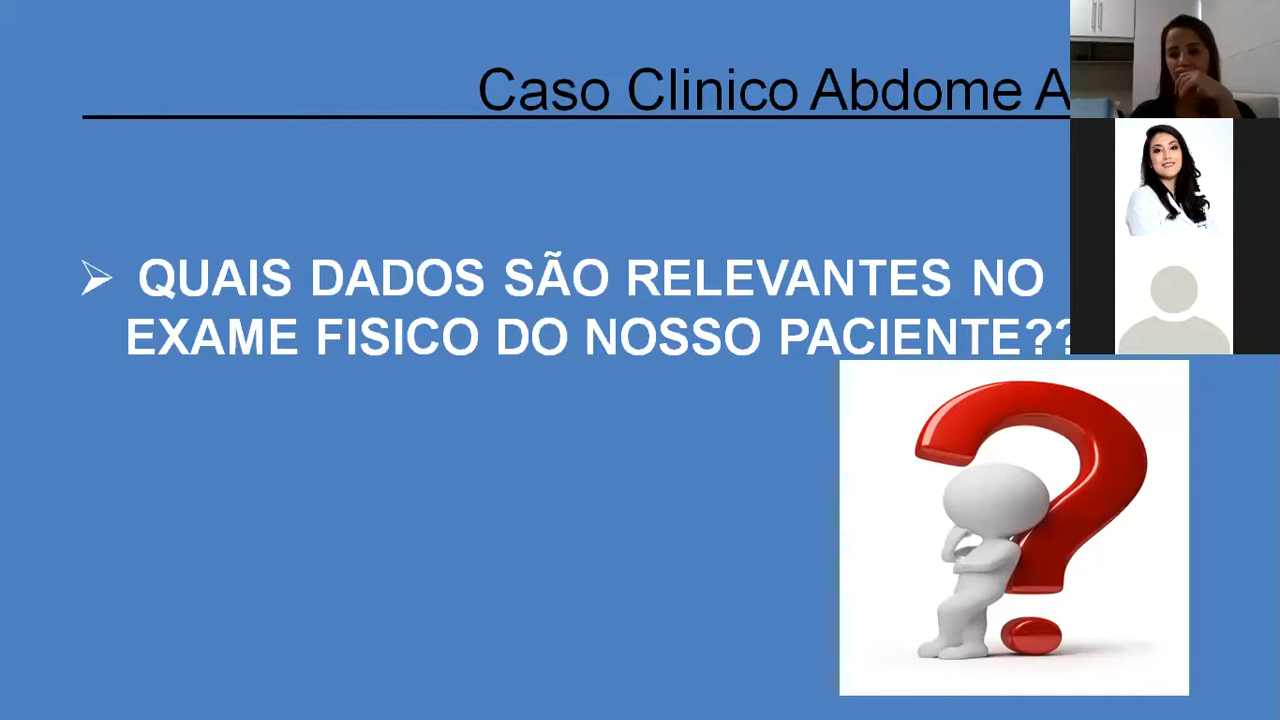 Caso Clinico Abdome A
QUAIS DADOS SÃO RELEVANTES NO
EXAME FISICO DO NOSSO PACIENTE??